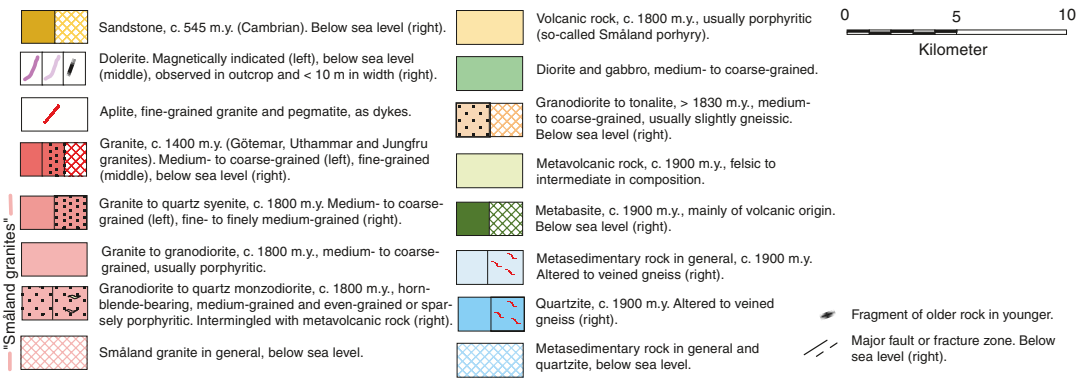 Sandstone, c. 545 m.y. (Cambrian). Below sea level (right).
Dolerite. Magnetically indicated (left), below sea level
(middle), observed in outcrop and < 10 m in width (right).
Aplite, fine-grained granite and pegmatite, as dykes.
Granite, c. 1400 m.y. (Götemar, Uthammar and Jungfru
granites). Medium- to coarse-grained (left), fine-grained
(middle), below sea level (right).
"Småland granites"
Granite to quartz syenite, c. 1800 m.y. Medium- to coarse-
grained (left), fine- to finely medium-grained (right).
Granite to granodiorite, c. 1800 m.y., medium- to coarse-
grained, usually porphyritic.
Granodiorite to quartz monzodiorite, c. 1800 m.y., horn-
blende-bearing, medium-grained and even-grained or spar-
sely porphyritic. Intermingled with metavolcanic rock (right).
Småland granite in general, below sea level.
Volcanic rock, c. 1800 m.y., usually porphyritic
(so-called Småland porhyry).
Diorite and gabbro, medium- to coarse-grained.
Granodiorite to tonalite, > 1830 m.y., medium-
to coarse-grained, usually slightly gneissic.
Below sea level (right).
Metavolcanic rock, c. 1900 m.y., felsic to
intermediate in composition.
Metabasite, c. 1900 m.y., mainly of volcanic origin.
Below sea level (right).
Metasedimentary rock in general, c. 1900 m.y.
Altered to veined gneiss (right).
Quartzite, c. 1900 m.y. Altered to veined
gneiss (right).
Metasedimentary rock in general and
quartzite, below sea level.
0 5 10
Kilometer
Fragment of older rock in younger.
Major fault or fracture zone. Below
sea level (right).